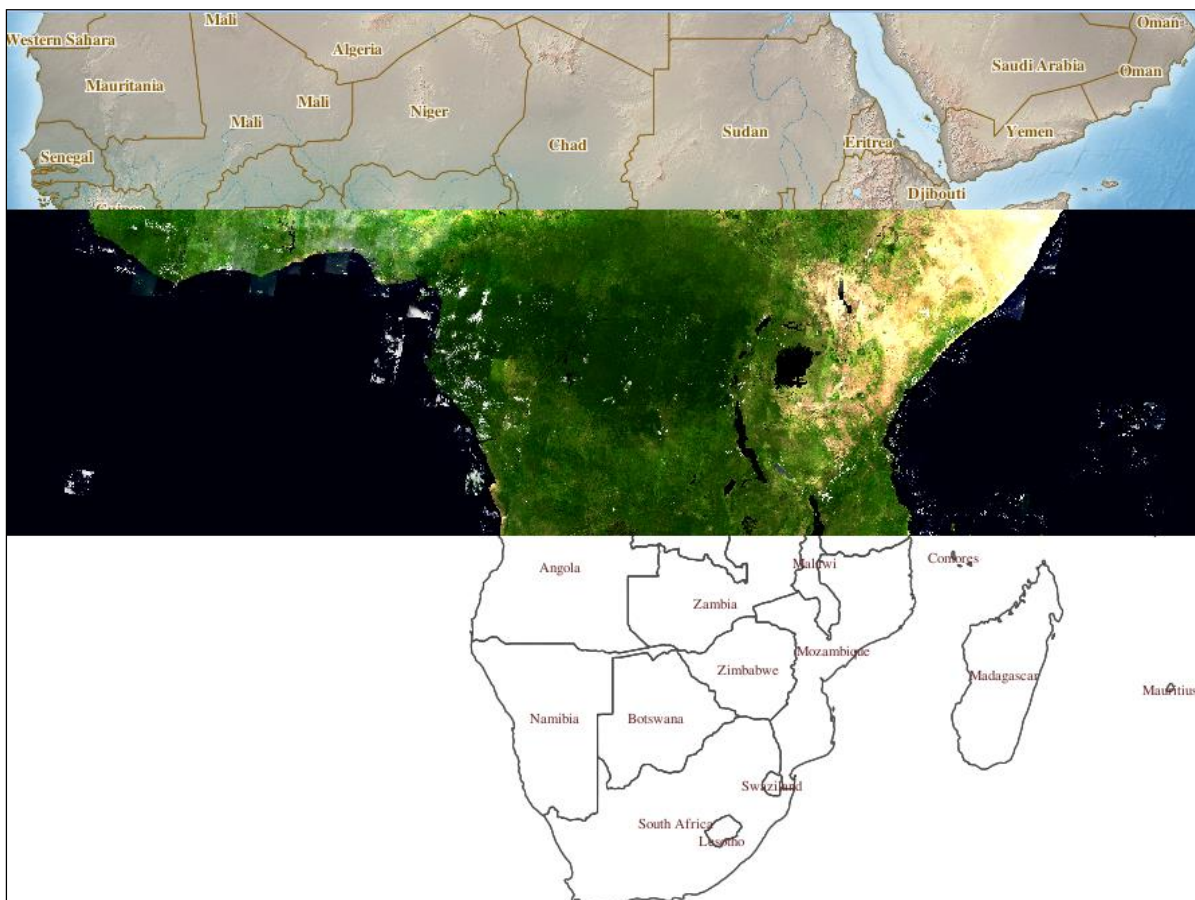 Mali
Oman
Western Sahara
Algeria
Saudi Arabia
Oman
Mauritania
Mali
Niger
Mali
Sudan
Yemen
Eritrea
Chad
Senegal
Djibouti
Comores
Malawi
Angola
Zambia
Mozambique
Zimbabwe
Madagascar
Mauritius
Namibia
Botswana
Swaziland
South Africa
Lesotho